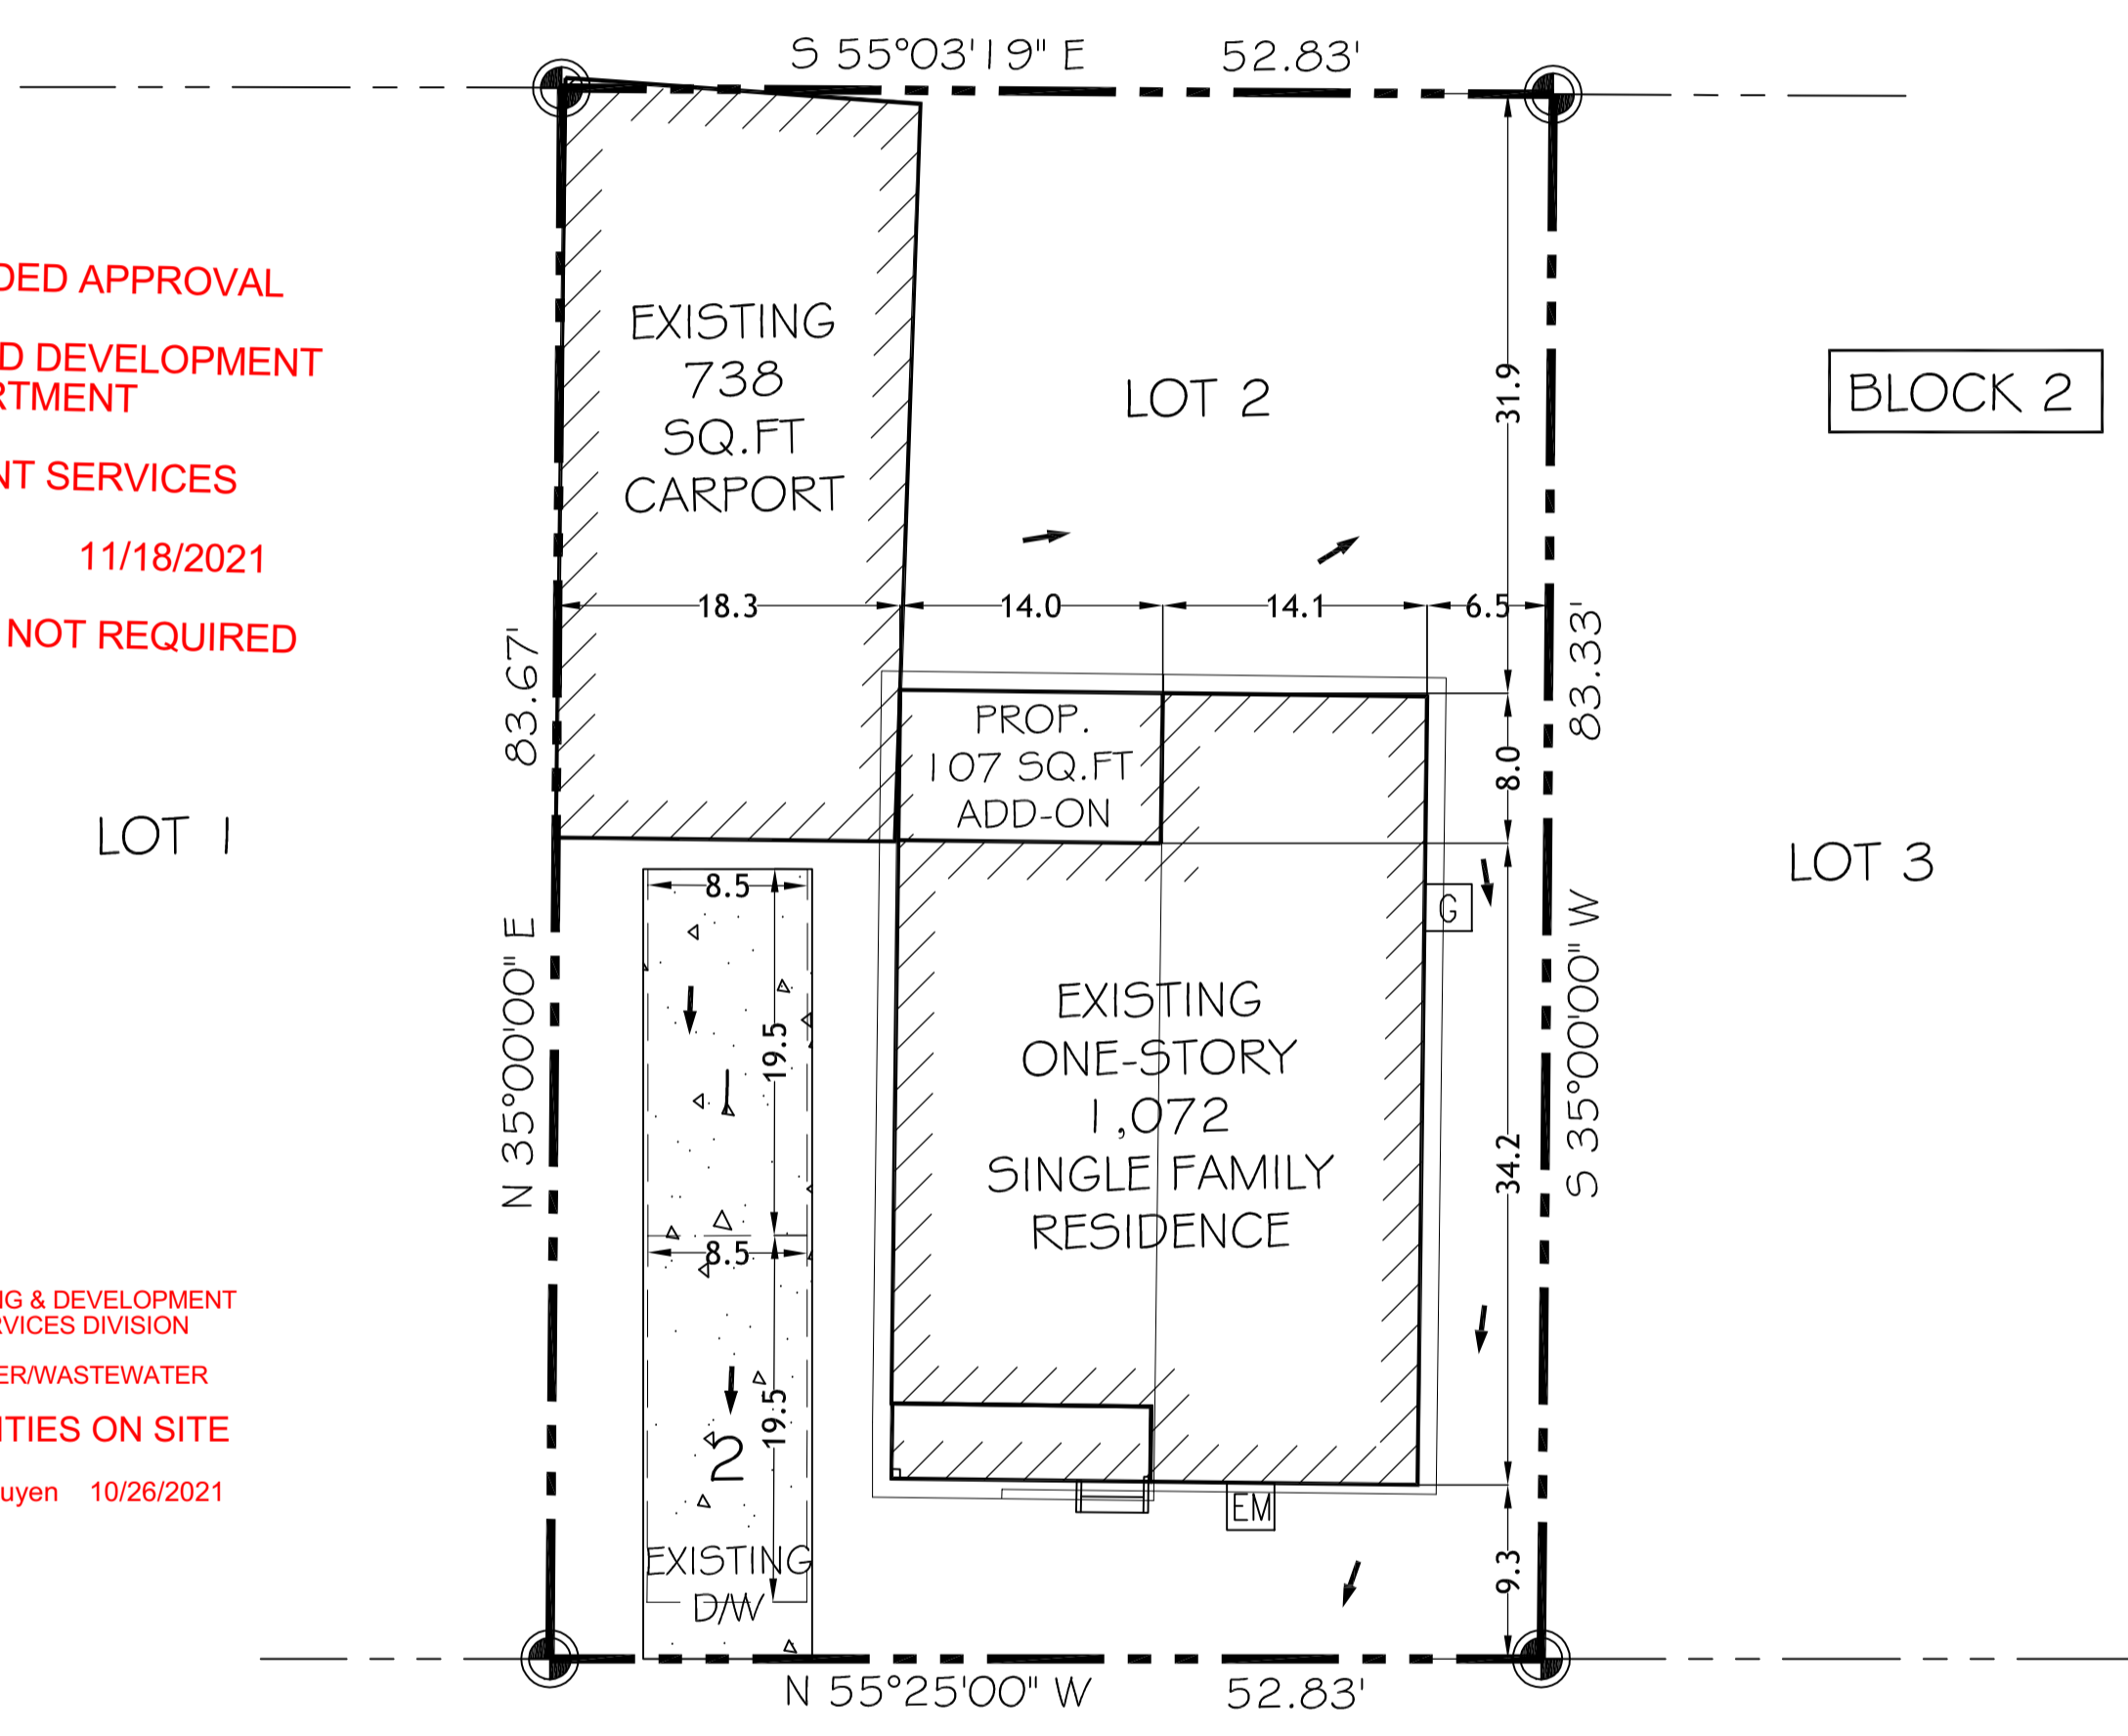 S 55°03'19" E 52.83'
DED APPROVAL
D DEVELOPMENT
RTMENT
NT SERVICES
11/18/2021
NOT REQUIRED
EXISTING
738
SQ.FT
CARPORT
LOT 2
31.9
BLOCK 2
18.3 14.0 14.1 6.5
83.67'
83.33'
PROP.
107 SQ.FT
ADD-ON
8.0
LOT 1
LOT 3
8.5
G
N 35°00'00" E
S 35°00'00" W
19.5
1
EXISTING
ONE-STORY
1,072
SINGLE FAMILY
RESIDENCE
34.2
8.5
19.5
2
NG & DEVELOPMENT
RVICES DIVISION
ER/WASTEWATER
ITIES ON SITE
uyen 10/26/2021
EM
EXISTING
D/W
9.3
N 55°25'00" W 52.83'